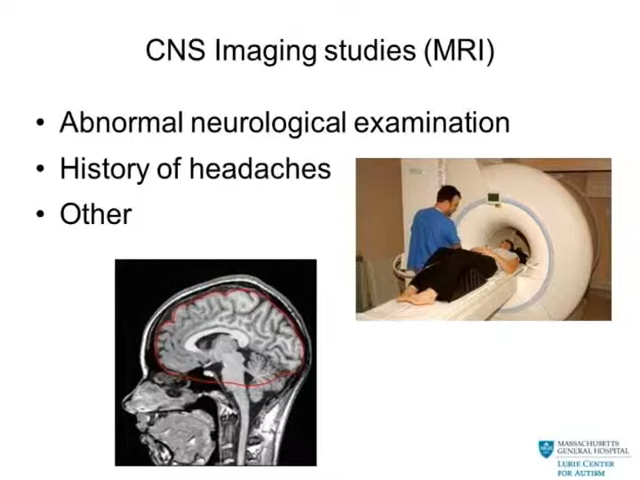 CNS Imaging studies (MRI)
• Abnormal neurological examination
• History of headaches
• Other
MASSACHUSETTS
GENERAL HOSPITAL
LURIE CENTER
FOR AUTISM